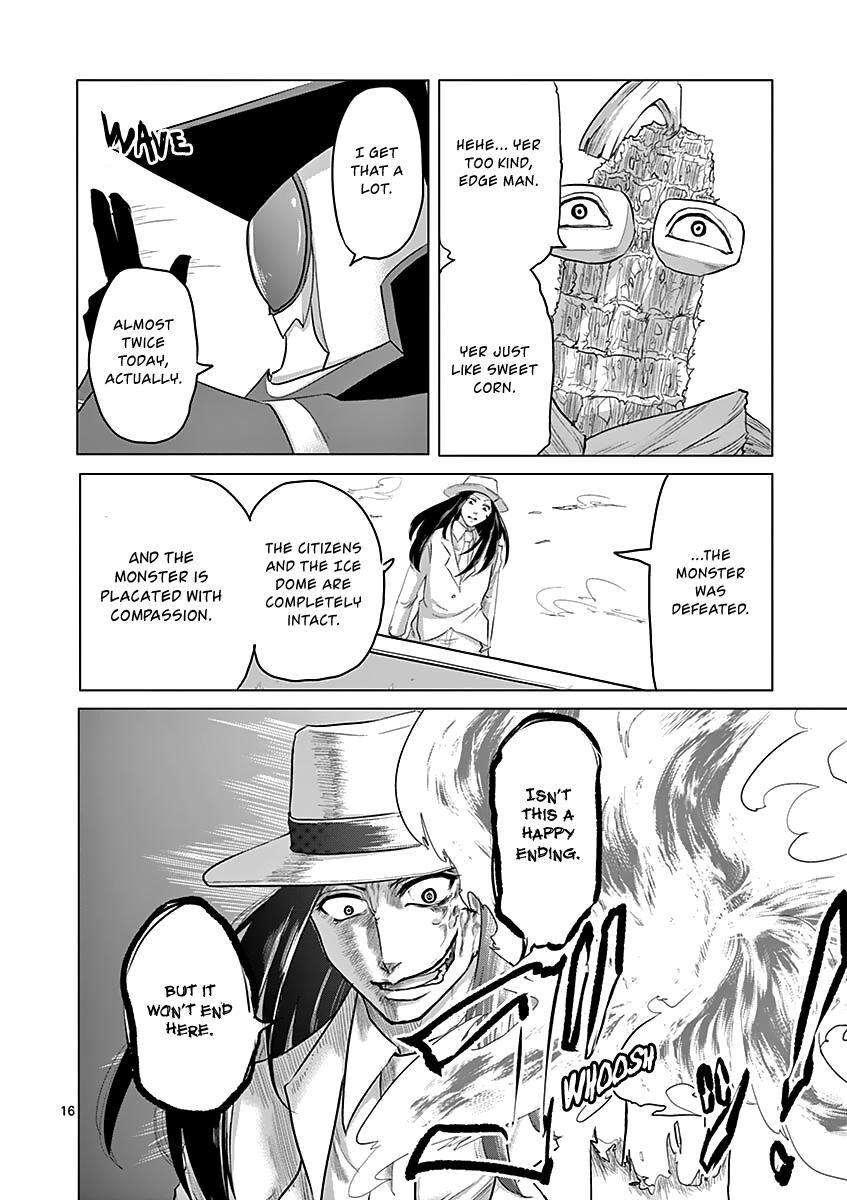 HEHE... YER
TOO KIND,
EDGE MAN.
YER JUST
LIKE SWEET
CORN.
I GET
THAT A
LOT.
WAVE
ALMOST
TWICE
TODAY,
ACTUALLY.
...THE
MONSTER
WAS
DEFEATED.
THE CITIZENS
AND THE ICE
DOME ARE
COMPLETELY
INTACT.
AND THE
MONSTER IS
PLACATED WITH
COMPASSION.
ISN'T
THIS A
HAPPY
ENDING.
BUT IT
WON'T END
HERE.
WHOOSH
16